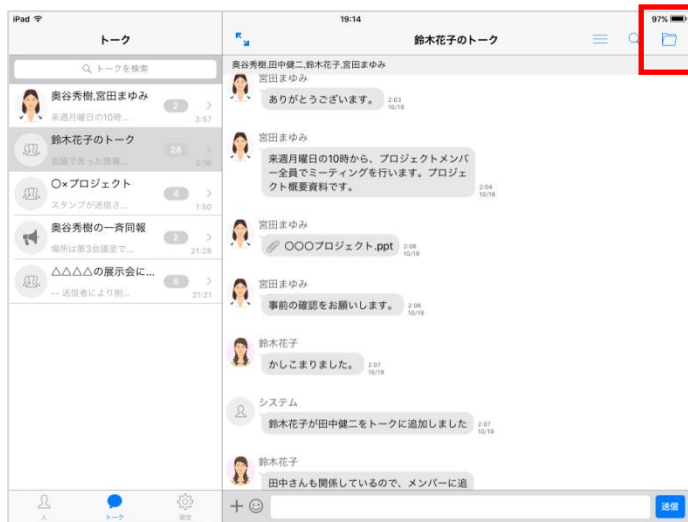 iPad
19:14
97%
トーク
鈴木花子のトーク
トークを検索
奥谷秀樹,宮田まゆみ
2
来週月曜日の10時...
3:57
鈴木花子のトーク
28
会議であった情報...
2:16
○×プロジェクト
4
スタンプが送信さ...
1:50
奥谷秀樹の一斉同報
2
場所は第3会議室で...
21:28
△△△△の展示会に...
6
-- 送信者により削...
21:21
人
トーク
設定
奥谷秀樹,田中健二,鈴木花子,宮田まゆみ
宮田まゆみ
ありがとうございます。
2:03
10/19
宮田まゆみ
来週月曜日の10時から、プロジェクトメンバ
ー全員でミーティングを行います。プロジェ
クト概要資料です。
2:04
10/19
宮田まゆみ
○○○プロジェクト.ppt
2:06
10/19
宮田まゆみ
事前の確認をお願いします。
2:06
10/19
鈴木花子
かしこまりました。
2:07
10/19
システム
鈴木花子が田中健二をトークに追加しました
2:07
10/19
鈴木花子
田中さんも関係しているので、メンバーに追
送信